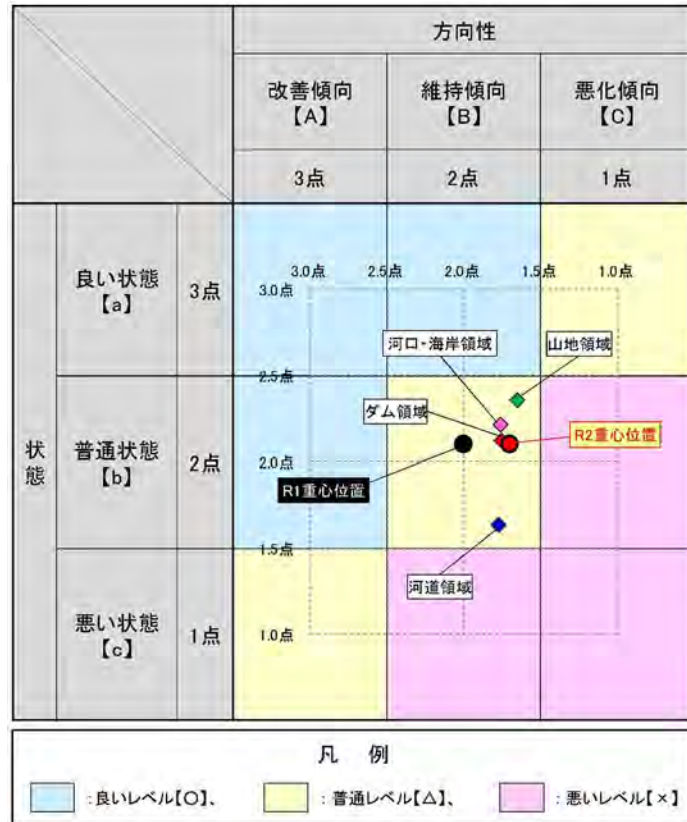 方向性
改善傾向
【A】
維持傾向
【B】
悪化傾向
【C】
3点
2点
1点
状態
良い状態
【a】
3点
普通状態
【b】
2点
悪い状態
【c】
1点
3.0点
2.5点
2.0点
1.5点
1.0点
3.0点
2.5点
2.0点
1.5点
1.0点
河口・海岸領域
山地領域
ダム領域
R2重心位置
R1重心位置
河道領域
凡 例
：良いレベル【○】、
：普通レベル【△】、
：悪いレベル【×】